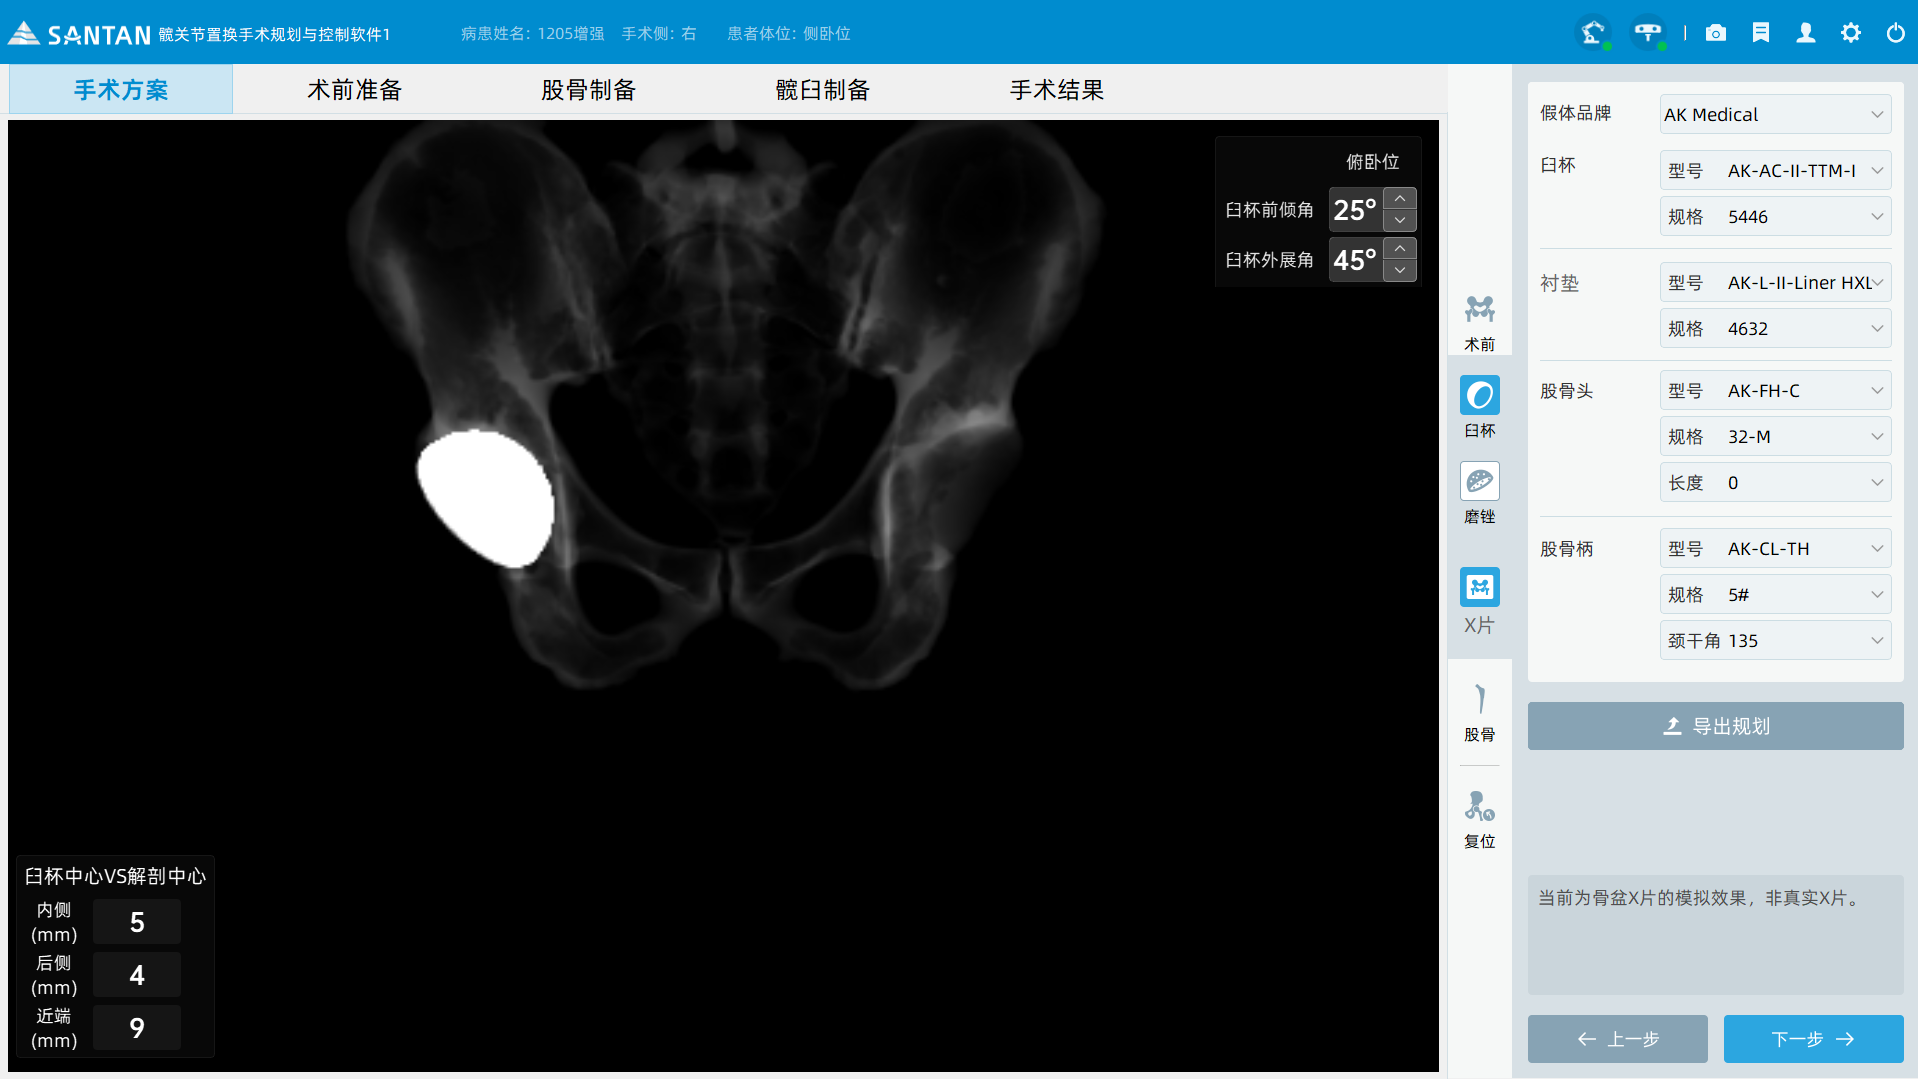 SANTAN 髋关节置换手术规划与控制软件1
病患姓名: 1205增强 手术侧: 右 患者体位: 侧卧位
手术方案 术前准备 股骨制备 髋臼制备 手术结果
俯卧位
臼杯前倾角 25°
臼杯外展角 45°
臼杯中心VS解剖中心
内侧 (mm) 5
后侧 (mm) 4
近端 (mm) 9
术前
臼杯
磨锉
X片
股骨
复位
假体品牌 AK Medical
臼杯 型号 AK-AC-II-TTM-I
规格 5446
衬垫 型号 AK-L-II-Liner HXL
规格 4632
股骨头 型号 AK-FH-C
规格 32-M
长度 0
股骨柄 型号 AK-CL-TH
规格 5#
颈干角 135
导出规划
当前为骨盆X片的模拟效果，非真实X片。
上一步 下一步